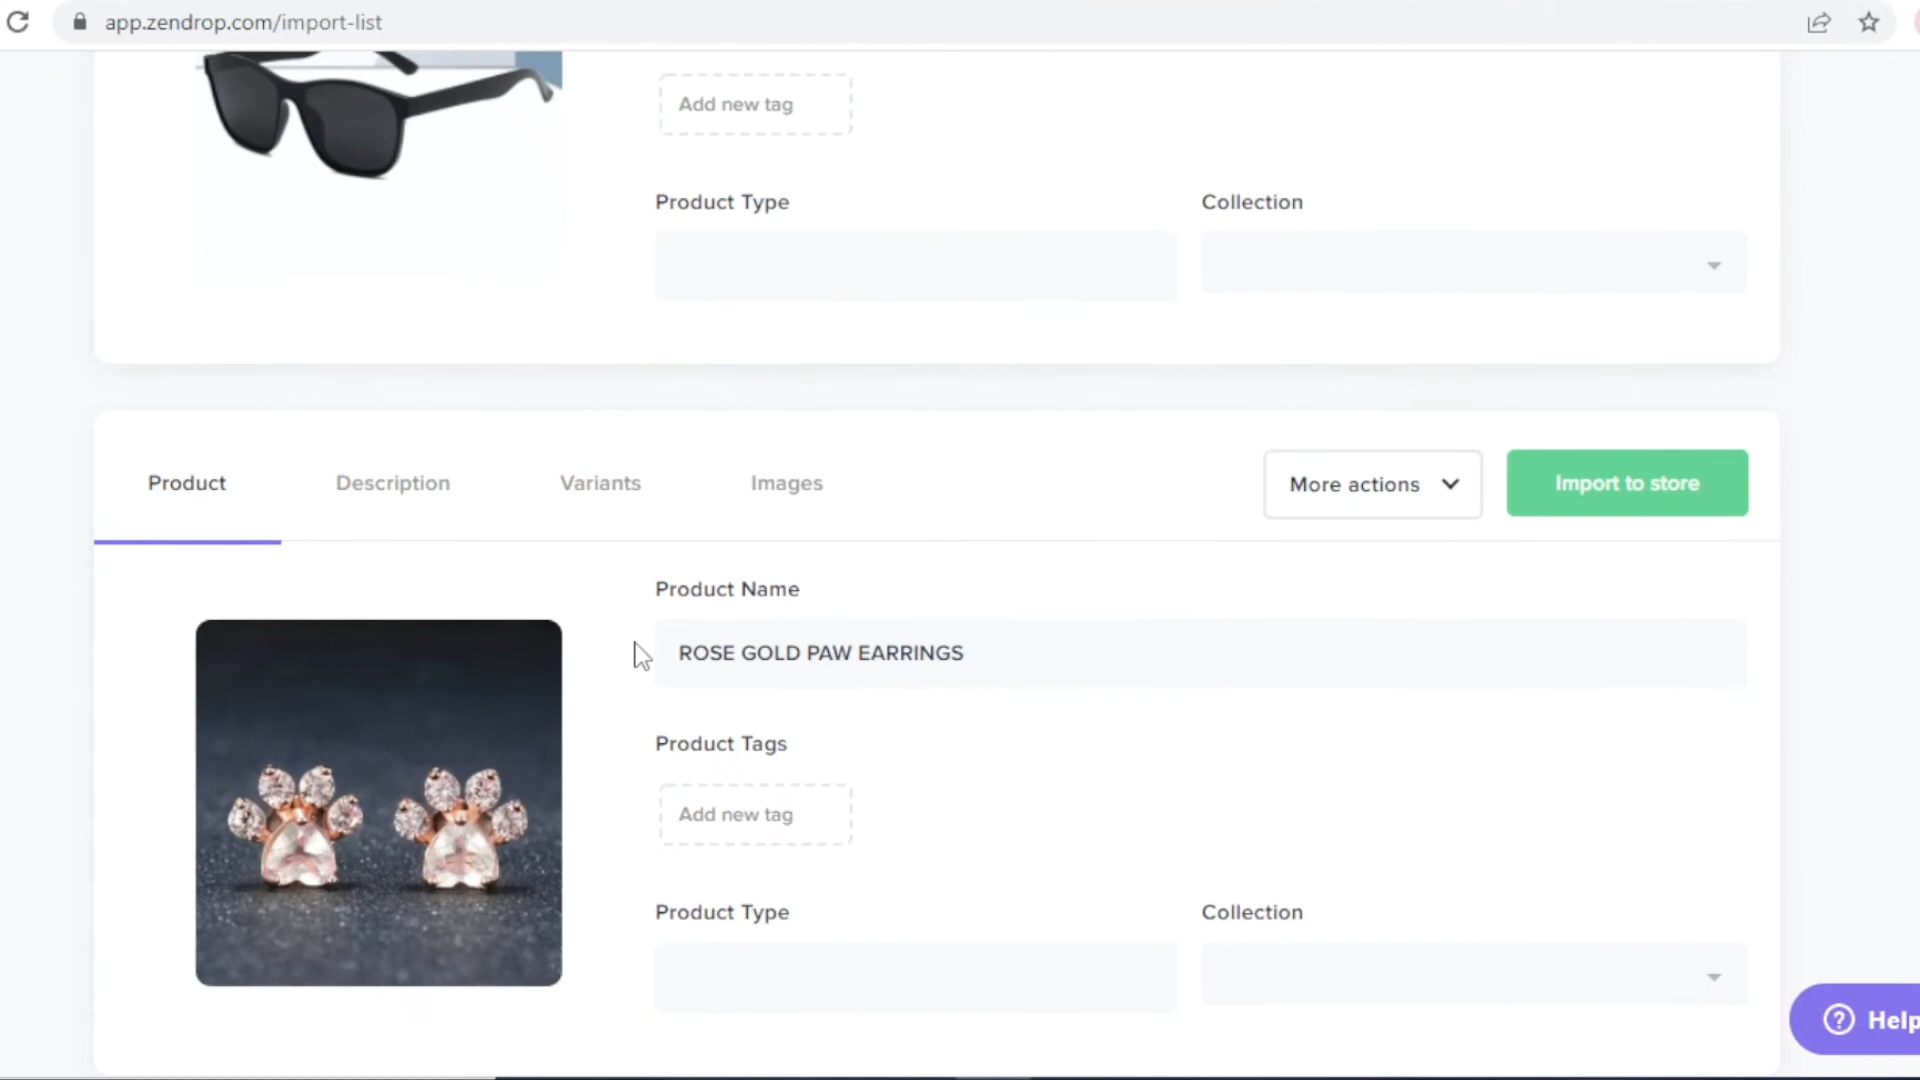 app.zendrop.com/import-list
Add new tag
Product Type
Collection
Product
Description
Variants
Images
More actions
Import to store
Product Name
ROSE GOLD PAW EARRINGS
Product Tags
Add new tag
Product Type
Collection
Help